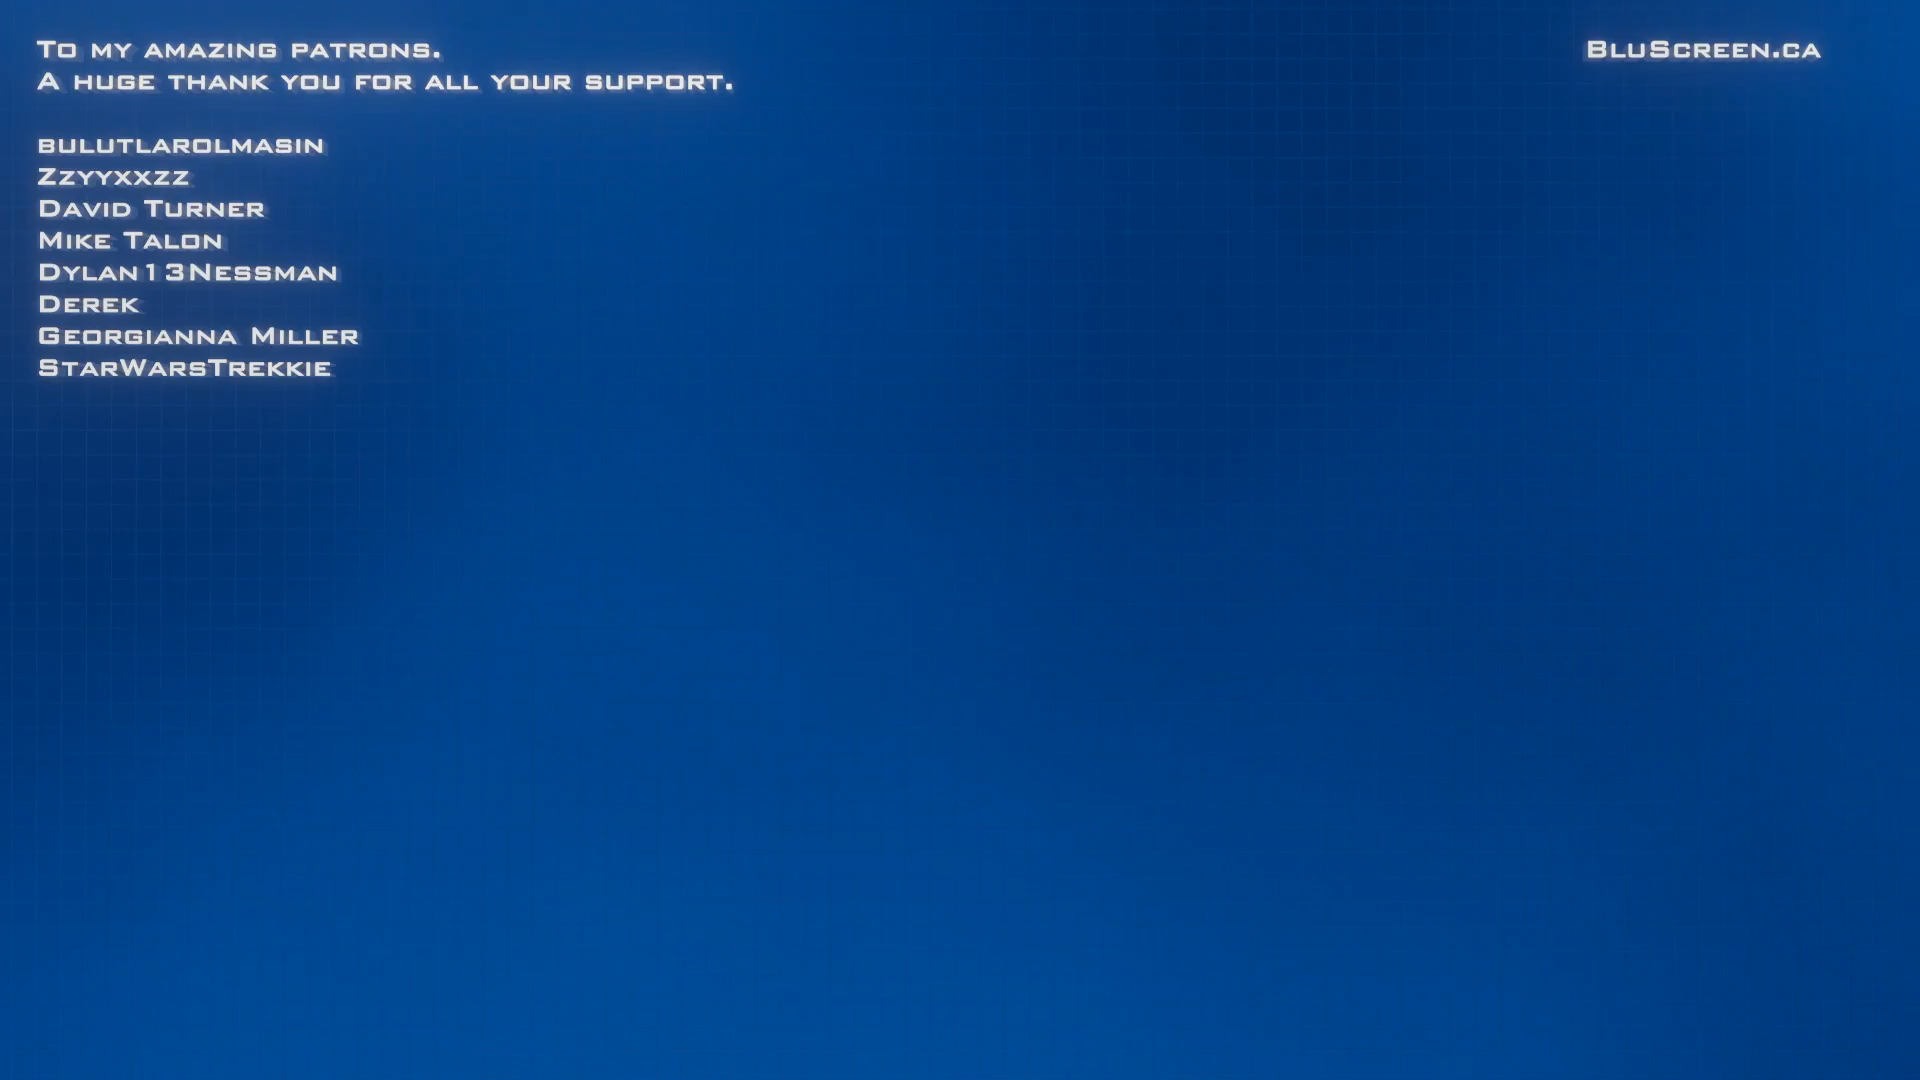 To my amazing patrons.
A huge thank you for all your support.
bulutlarolmasin
Zzyyxxzz
David Turner
Mike Talon
Dylan13Nessman
Derek
Georgianna Miller
StarWarsTrekkie
BluScreen.ca